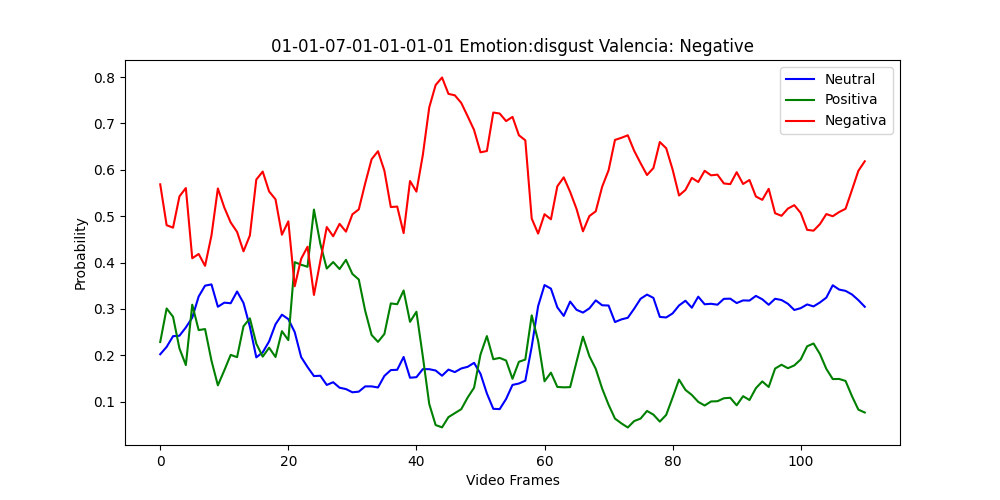 01-01-07-01-01-01-01 Emotion:disgust Valencia: Negative
Neutral
Positiva
Negativa
0.8
0.7
0.6
0.5
0.4
0.3
0.2
0.1
Probability
0 20 40 60 80 100
Video Frames